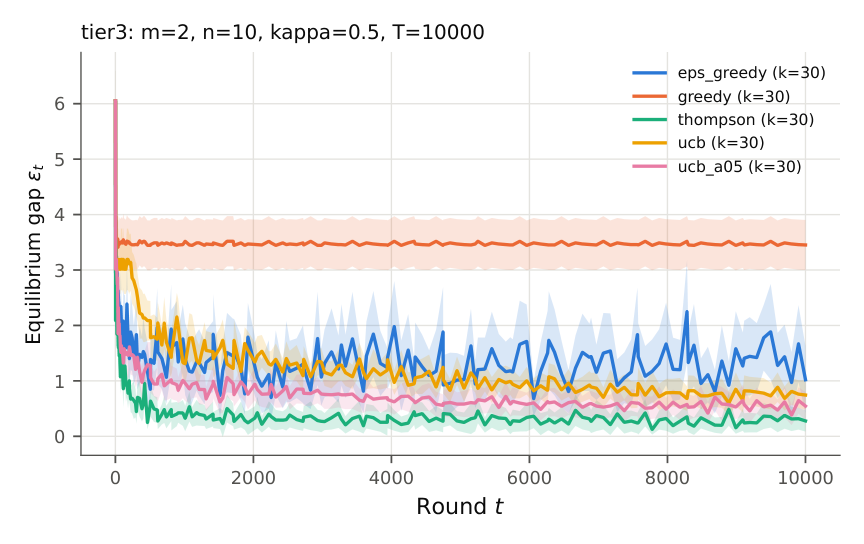 tier3: m=2, n=10, kappa=0.5, T=10000
eps_greedy (k=30)
greedy (k=30)
thompson (k=30)
ucb (k=30)
ucb_a05 (k=30)
Equilibrium gap εt
6
5
4
3
2
1
0
0 2000 4000 6000 8000 10000
Round t